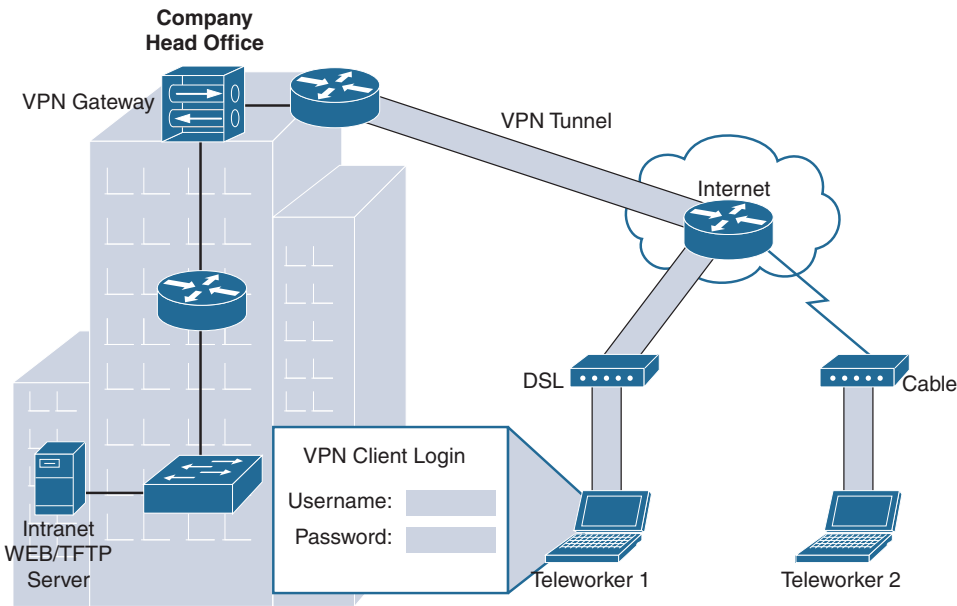 Company
Head Office
VPN Gateway
VPN Tunnel
Internet
DSL
Cable
VPN Client Login
Username:
Password:
Intranet
WEB/TFTP
Server
Teleworker 1
Teleworker 2